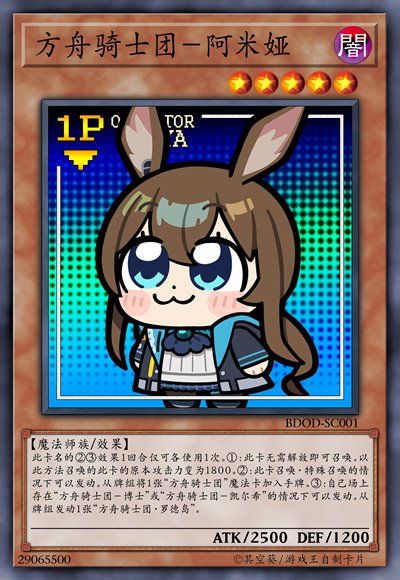 方舟骑士团－阿米娅
闇
1P
BDOD-SC001
【魔法师族/效果】
此卡名的②③效果1回合仅可各使用1次。①:此卡无需解放即可召唤。以
此方法召唤的此卡的原本攻击力变为1800。②:此卡召唤·特殊召唤的情
况下可以发动。从牌组将1张“方舟骑士团”魔法卡加入手牌。③:自己场上
存在“方舟骑士团－博士”或“方舟骑士团－凯尔希”的情况下可以发动。从
牌组发动1张“方舟骑士团·罗德岛”。
ATK/2500 DEF/1200
29065500
©其空葵/游戏王自制卡片